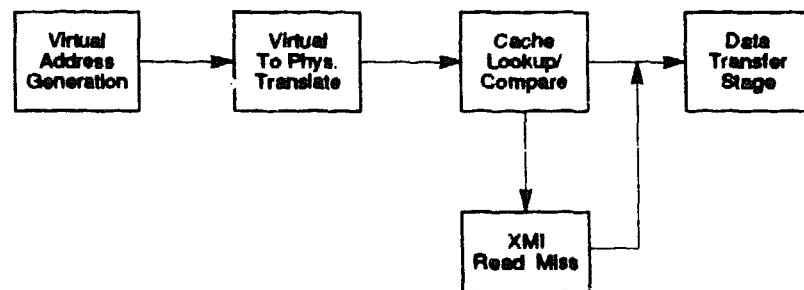 Virtual
Address
Generation
Virtual
To Phys.
Translate
Cache
Lookup/
Compare
Data
Transfer
Stage
XMI
Read Miss